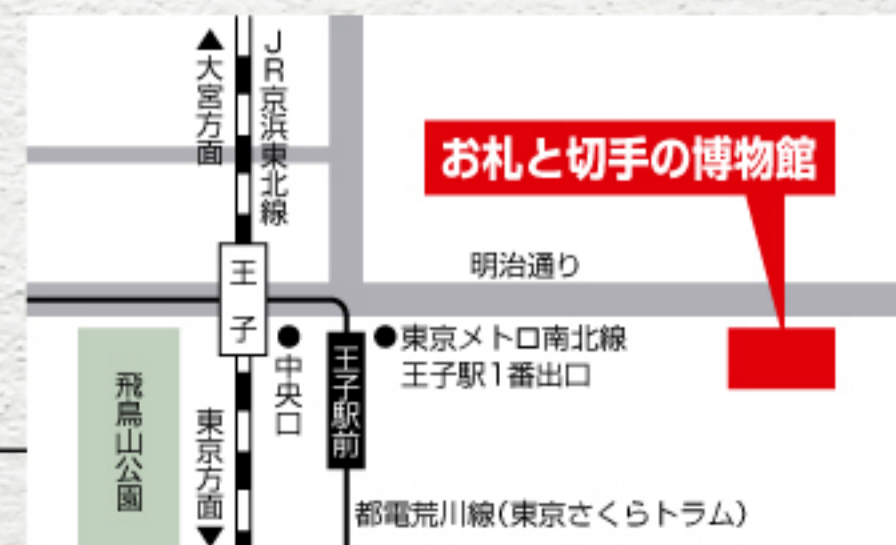 ▲大宮方面
JR京浜東北線
お札と切手の博物館
明治通り
王子
●中央口
王子駅前
●東京メトロ南北線
王子駅1番出口
飛鳥山公園
東京方面▼
都電荒川線(東京さくらトラム)